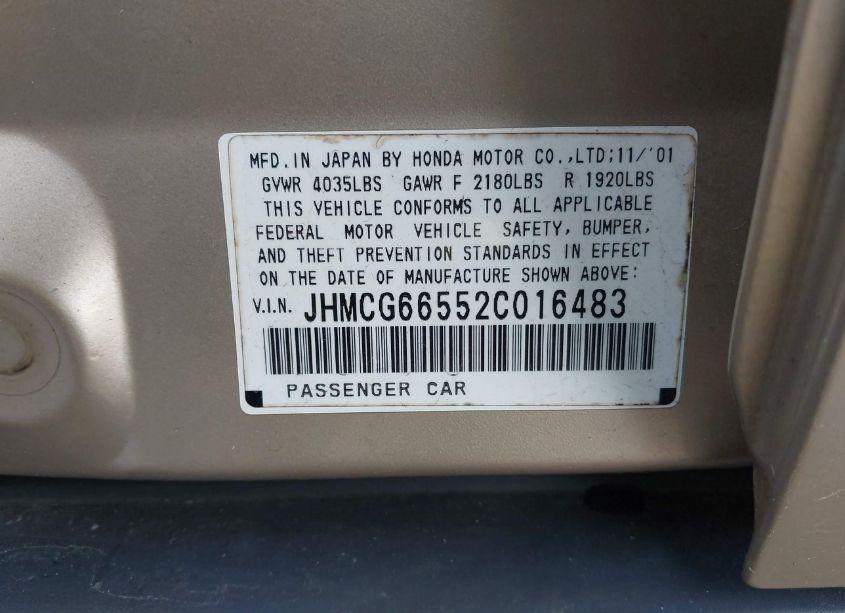 MFD.IN JAPAN BY HONDA MOTOR CO.,LTD;11/'01
GVWR 4035LBS GAWR F 2180LBS R 1920LBS
THIS VEHICLE CONFORMS TO ALL APPLICABLE
FEDERAL MOTOR VEHICLE SAFETY, BUMPER,
AND THEFT PREVENTION STANDARDS IN EFFECT
ON THE DATE OF MANUFACTURE SHOWN ABOVE:
V.I.N. JHMCG66552C016483
PASSENGER CAR